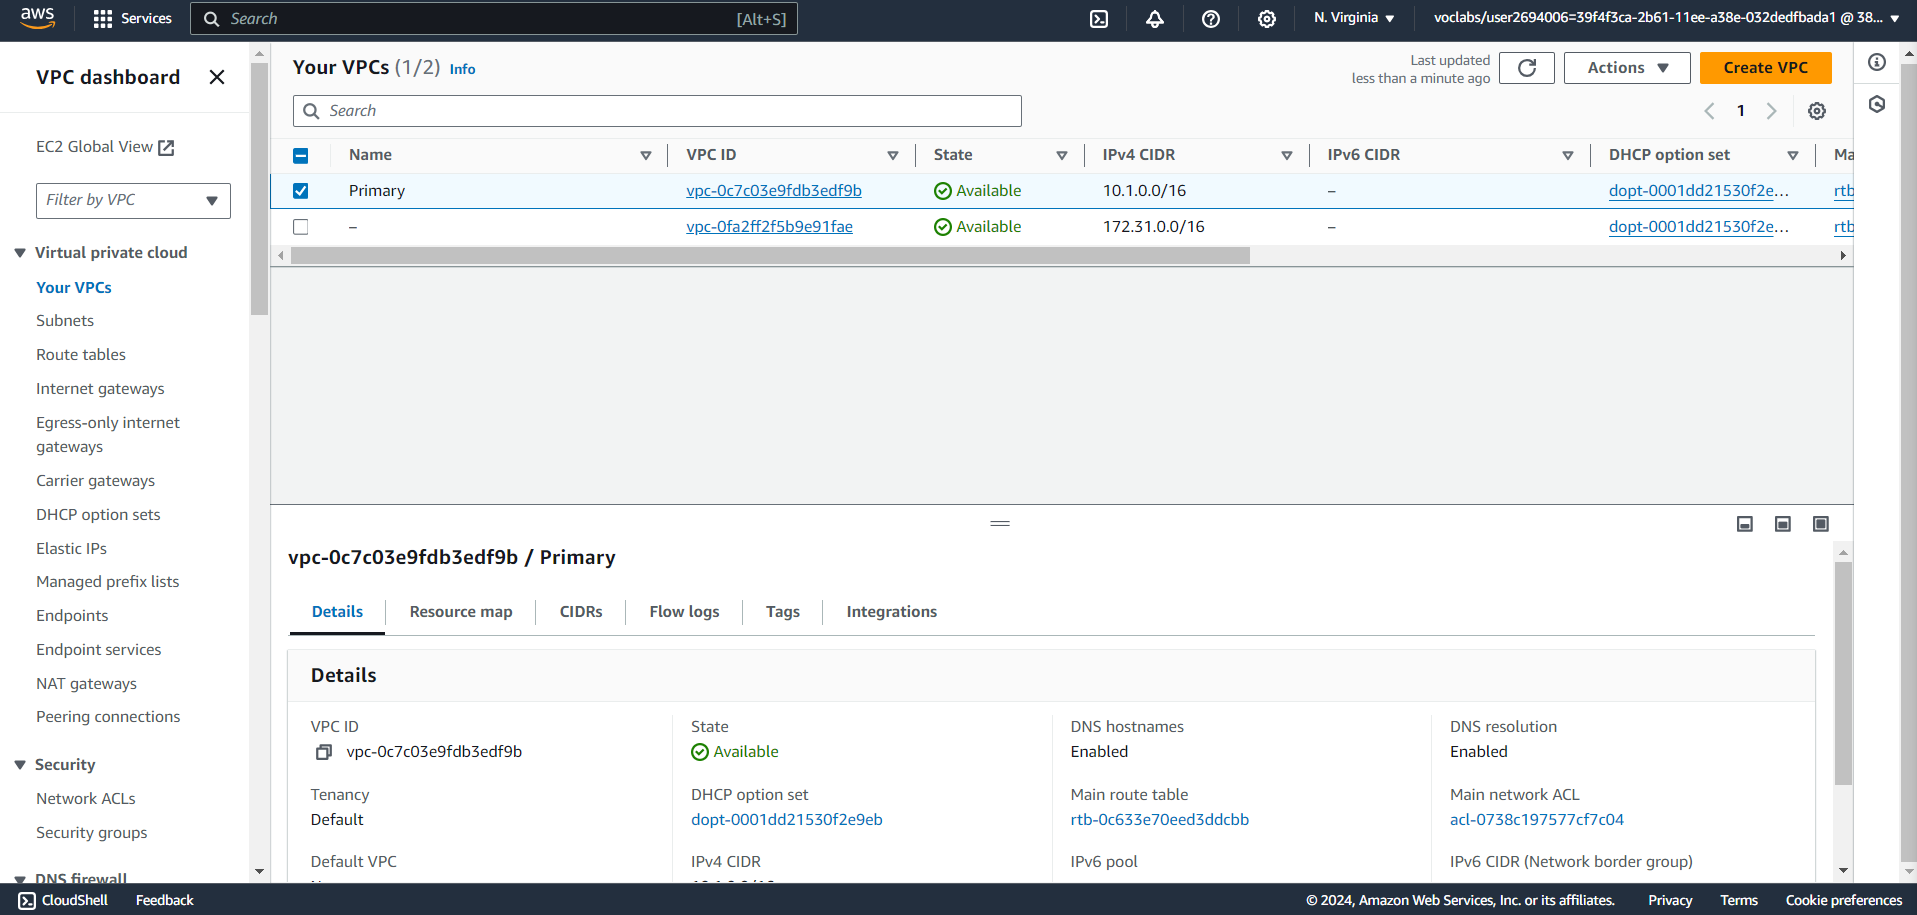 aws
Services
Search
[Alt+S]
N. Virginia
voclabs/user2694006=39f4f3ca-2b61-11ee-a38e-032dedfbada1 @ 38...
VPC dashboard
EC2 Global View
Filter by VPC
Virtual private cloud
Your VPCs
Subnets
Route tables
Internet gateways
Egress-only internet
gateways
Carrier gateways
DHCP option sets
Elastic IPs
Managed prefix lists
Endpoints
Endpoint services
NAT gateways
Peering connections
Security
Network ACLs
Security groups
DNS firewall
Your VPCs (1/2) Info
Last updated
less than a minute ago
Actions
Create VPC
Search
1
Name VPC ID State IPv4 CIDR IPv6 CIDR DHCP option set Ma
Primary vpc-0c7c03e9fdb3edf9b Available 10.1.0.0/16 – dopt-0001dd21530f2e... rtb
– vpc-0fa2ff2f5b9e91fae Available 172.31.0.0/16 – dopt-0001dd21530f2e... rtb
vpc-0c7c03e9fdb3edf9b / Primary
Details Resource map CIDRs Flow logs Tags Integrations
Details
VPC ID
vpc-0c7c03e9fdb3edf9b
State
Available
DNS hostnames
Enabled
DNS resolution
Enabled
Tenancy
Default
DHCP option set
dopt-0001dd21530f2e9eb
Main route table
rtb-0c633e70eed3ddcbb
Main network ACL
acl-0738c197577cf7c04
Default VPC
IPv4 CIDR
IPv6 pool
IPv6 CIDR (Network border group)
CloudShell
Feedback
© 2024, Amazon Web Services, Inc. or its affiliates.
Privacy
Terms
Cookie preferences